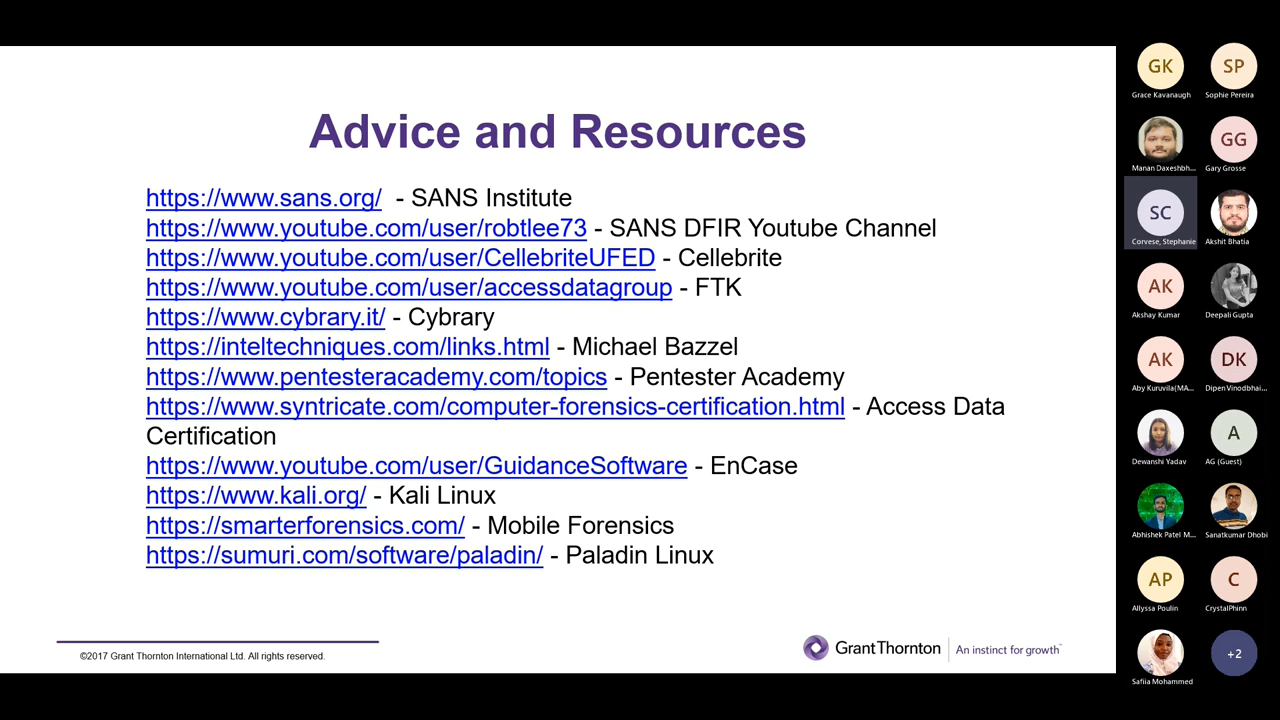 Advice and Resources
https://www.sans.org/ - SANS Institute
https://www.youtube.com/user/robtlee73 - SANS DFIR Youtube Channel
https://www.youtube.com/user/CellebriteUFED - Cellebrite
https://www.youtube.com/user/accessdatagroup - FTK
https://www.cybrary.it/ - Cybrary
https://inteltechniques.com/links.html - Michael Bazzel
https://www.pentesteracademy.com/topics - Pentester Academy
https://www.syntricate.com/computer-forensics-certification.html - Access Data
Certification
https://www.youtube.com/user/GuidanceSoftware - EnCase
https://www.kali.org/ - Kali Linux
https://smarterforensics.com/ - Mobile Forensics
https://sumuri.com/software/paladin/ - Paladin Linux
©2017 Grant Thornton International Ltd. All rights reserved.
GrantThornton
An instinct for growth™
GK SP
Grace Kavanaugh Sophie Pereira
GG
Manan Daxeshbh... Gary Grosse
SC
Corvese, Stephanie Akshit Bhatia
AK
Akshay Kumar Deepali Gupta
AK DK
Aby Kuruvila(MA... Dipen Vinodbhai...
A
Dewanshi Yadav AG (Guest)
Abhishek Patel M... Sanatkumar Dhobi
AP C
Allyssa Poulin CrystalPhinn
+2
Safiia Mohammed